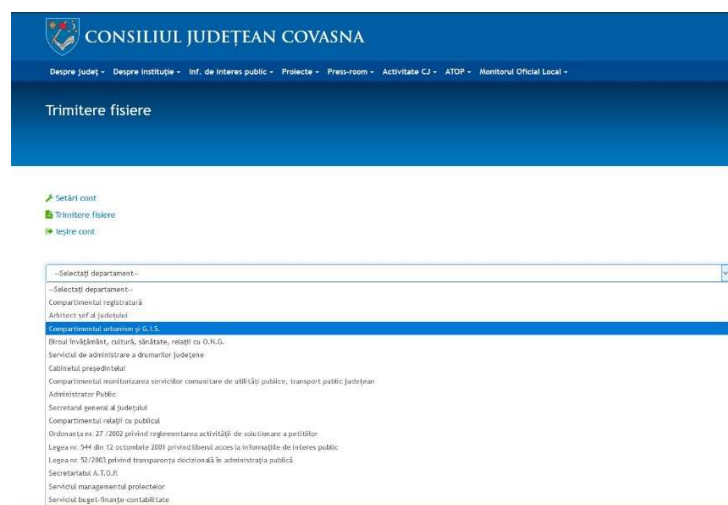 CONSILIUL JUDEȚEAN COVASNA
Despre județ Despre instituție Inf. de interes public Proiecte Press-room Activitate CJ ATOP Monitorul Oficial Local
Trimitere fisiere
Setări cont
Trimitere fisiere
Ieșire cont
--Selectați departament--
--Selectați departament--
Compartimentul registratură
Arhitect șef al județului
Compartimentul urbanism și G.I.S.
Biroul învățământ, cultură, sănătate, relații cu O.N.G.
Serviciul de administrare a drumurilor județene
Cabinetul președintelui
Compartimentul monitorizarea serviciilor comunitare de utilități publice, transport public județean
Administrator Public
Secretarul general al județului
Compartimentul relații cu publicul
Ordonanța nr. 27 /2002 privind reglementarea activității de solutionare a petitiilor
Legea nr. 544 din 12 octombrie 2001 privind liberul acces la informațiile de interes public
Legea nr. 52/2003 privind transparența decizională în administrația publică
Secretariatul A.T.O.P.
Serviciul managementul proiectelor
Serviciul buget-finanțe-contabilitate